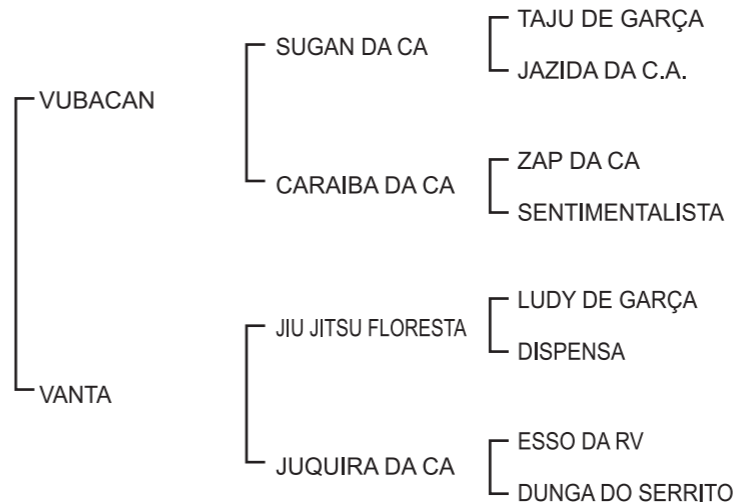 TAJU DE GARÇA
SUGAN DA CA
JAZIDA DA C.A.
VUBACAN
ZAP DA CA
CARAIBA DA CA
SENTIMENTALISTA
LUDY DE GARÇA
JIU JITSU FLORESTA
DISPENSA
VANTA
ESSO DA RV
JUQUIRA DA CA
DUNGA DO SERRITO